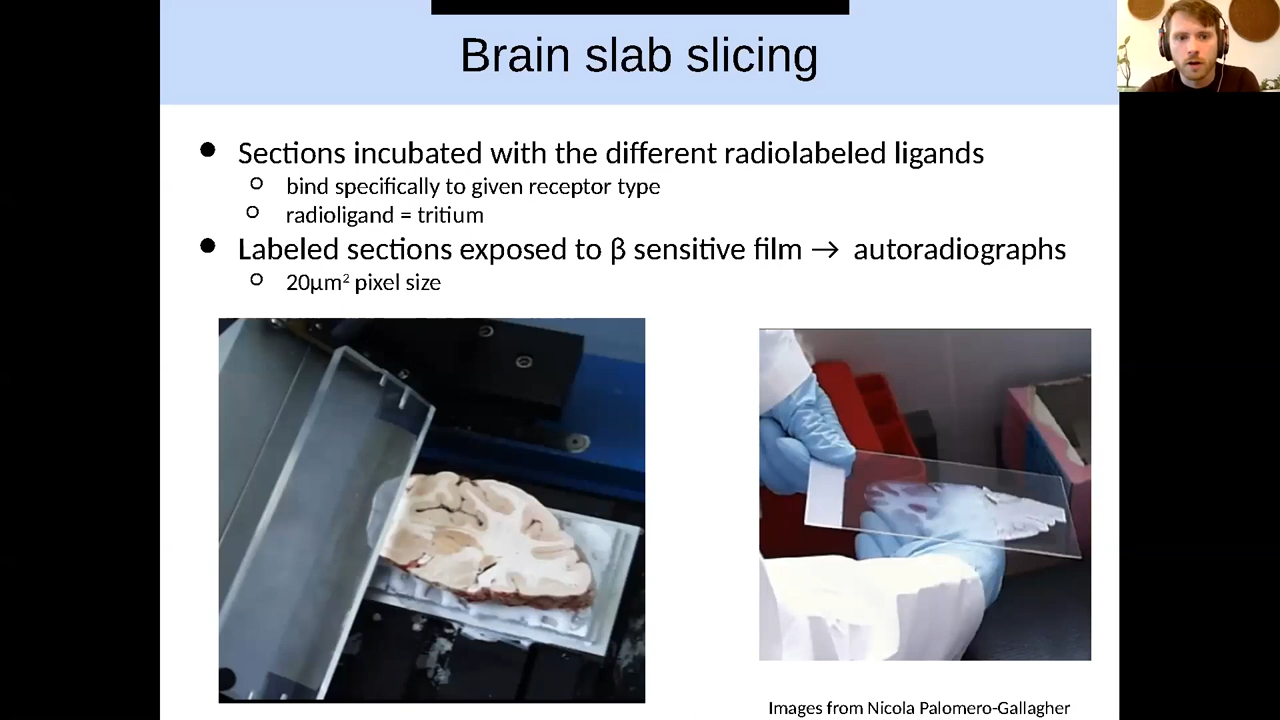 Brain slab slicing
● Sections incubated with the different radiolabeled ligands
○ bind specifically to given receptor type
○ radioligand = tritium
● Labeled sections exposed to β sensitive film → autoradiographs
○ 20µm² pixel size
Images from Nicola Palomero-Gallagher